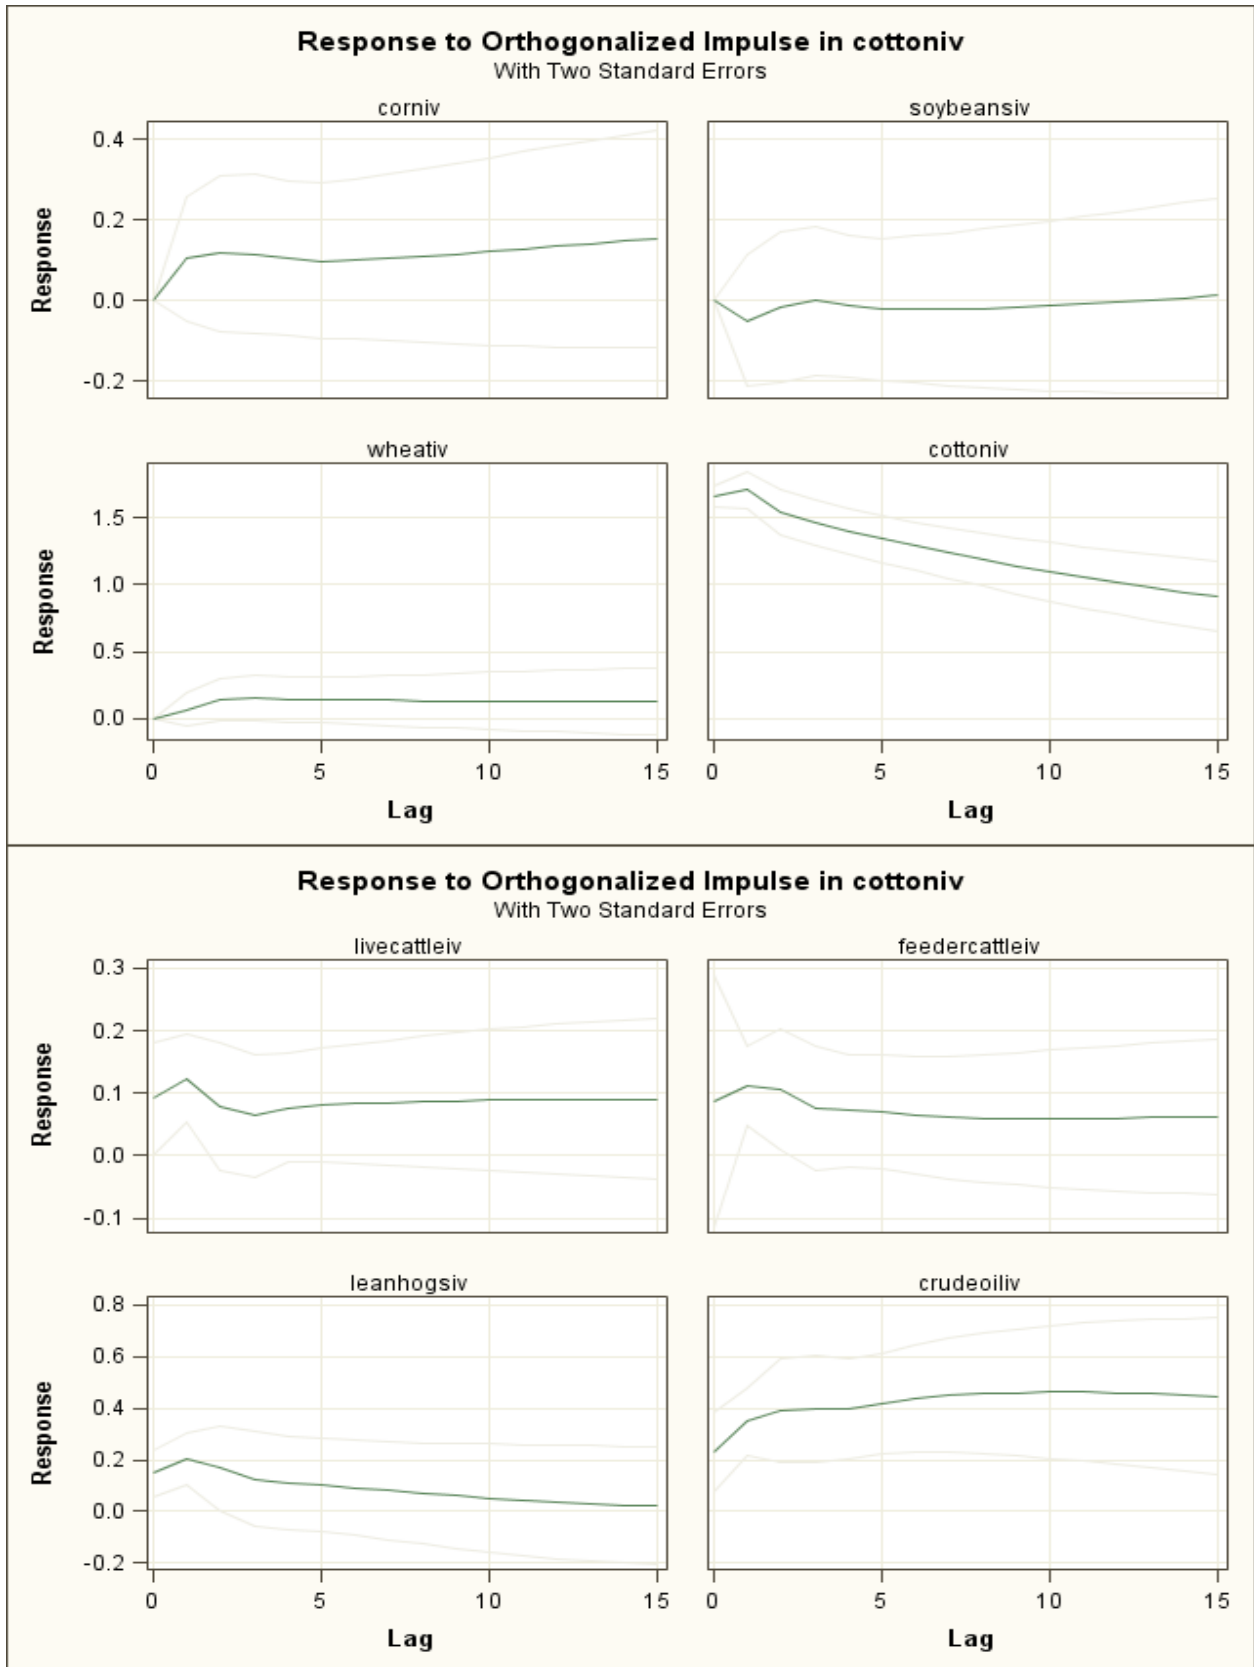 Response to Orthogonalized Impulse in cottoniv
With Two Standard Errors
corniv
soybeansiv
Response
0.4
0.2
0.0
-0.2
wheativ
cottoniv
Response
1.5
1.0
0.5
0.0
0 5 10 15
0 5 10 15
Lag
Lag
Response to Orthogonalized Impulse in cottoniv
With Two Standard Errors
livecattleiv
feedercattleiv
Response
0.3
0.2
0.1
0.0
-0.1
leanhogsiv
crudeoiliv
Response
0.8
0.6
0.4
0.2
0.0
-0.2
0 5 10 15
0 5 10 15
Lag
Lag